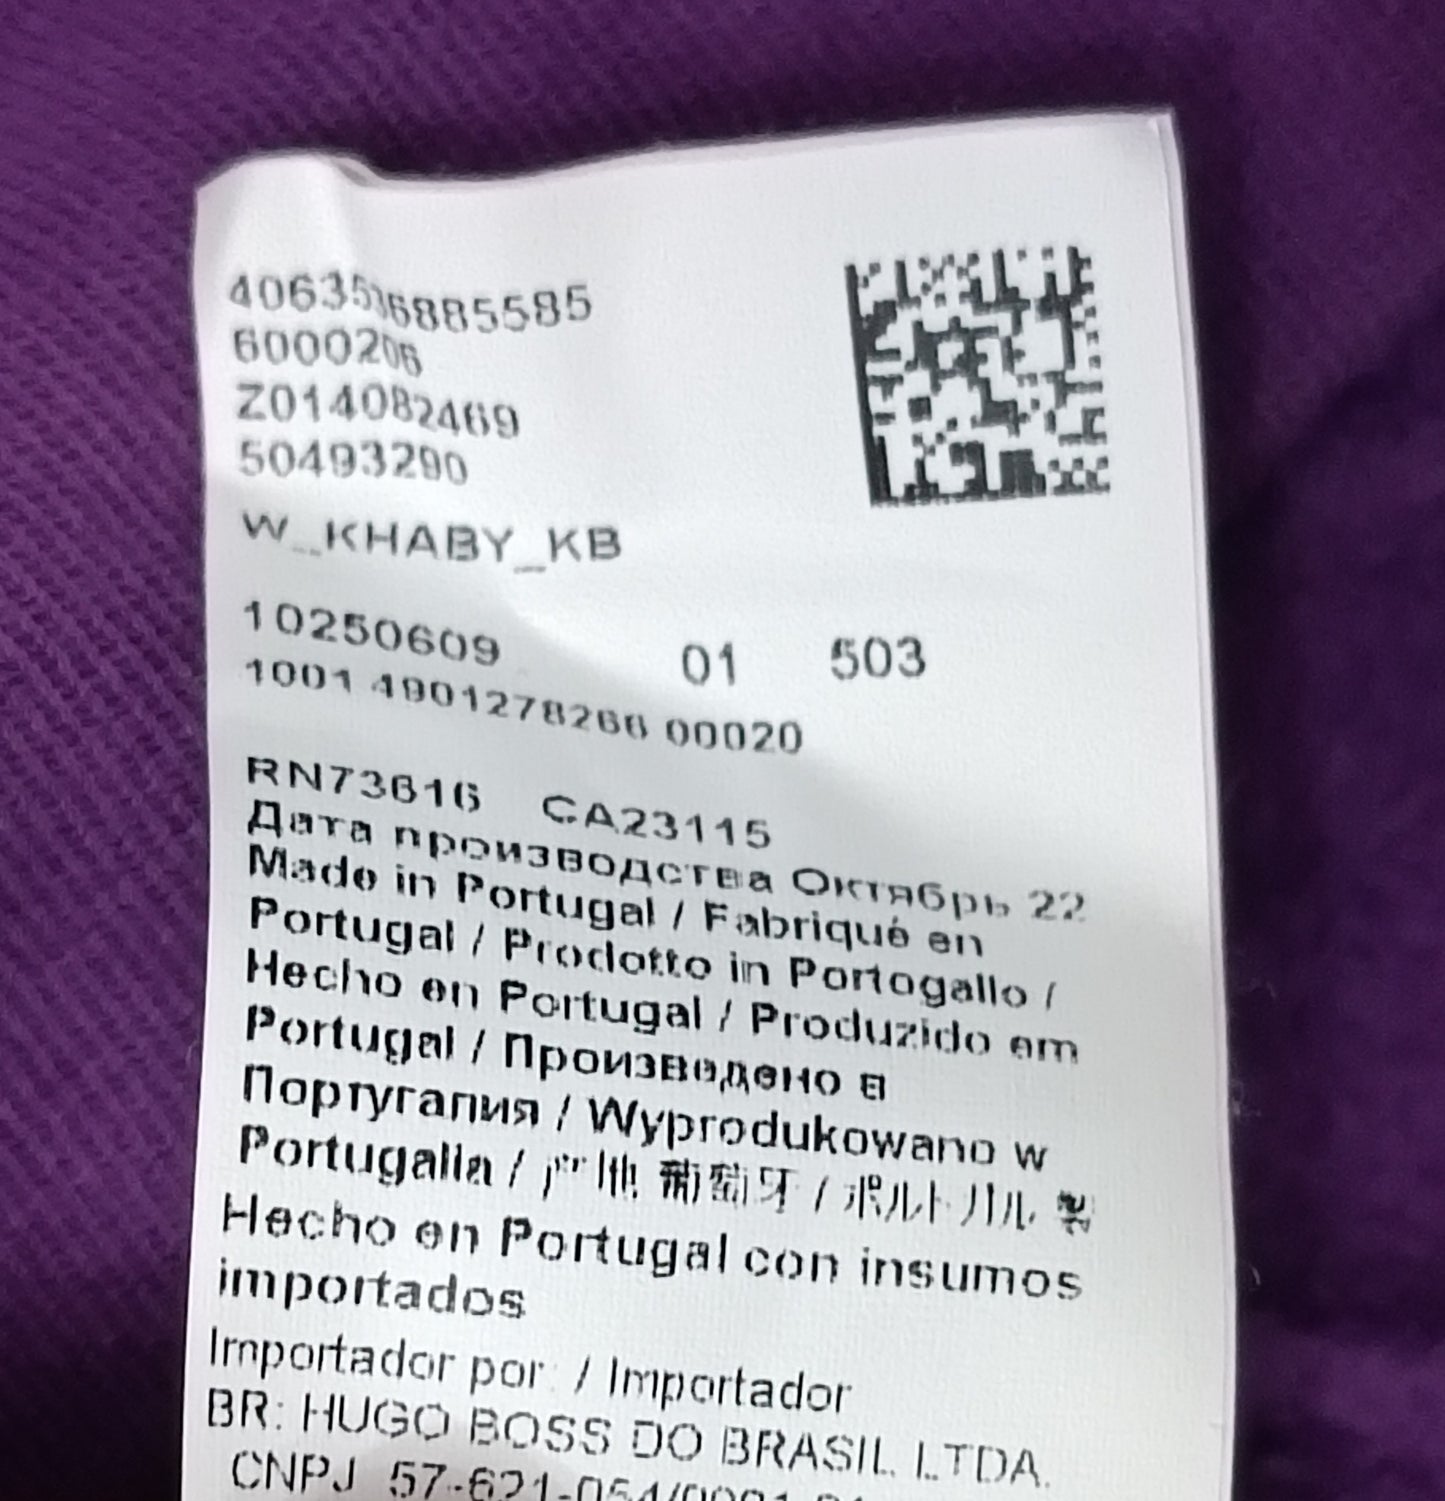 4063536885585
6000206
Z014082469
50493290
W_KHABY_KB
10250609 01 503
1001 4901278266 00020
RN73616 CA23115
Дата производства Октябрь 22
Made in Portugal / Fabriqué en
Portugal / Prodotto in Portogallo /
Hecho en Portugal / Produzido em
Portugal / Произведено в
Португалия / Wyprodukowano w
Portugalia / 产地 葡萄牙 / ポルトガル 製
Hecho en Portugal con insumos
importados
Importador por: / Importador
BR: HUGO BOSS DO BRASIL LTDA.
CNPJ